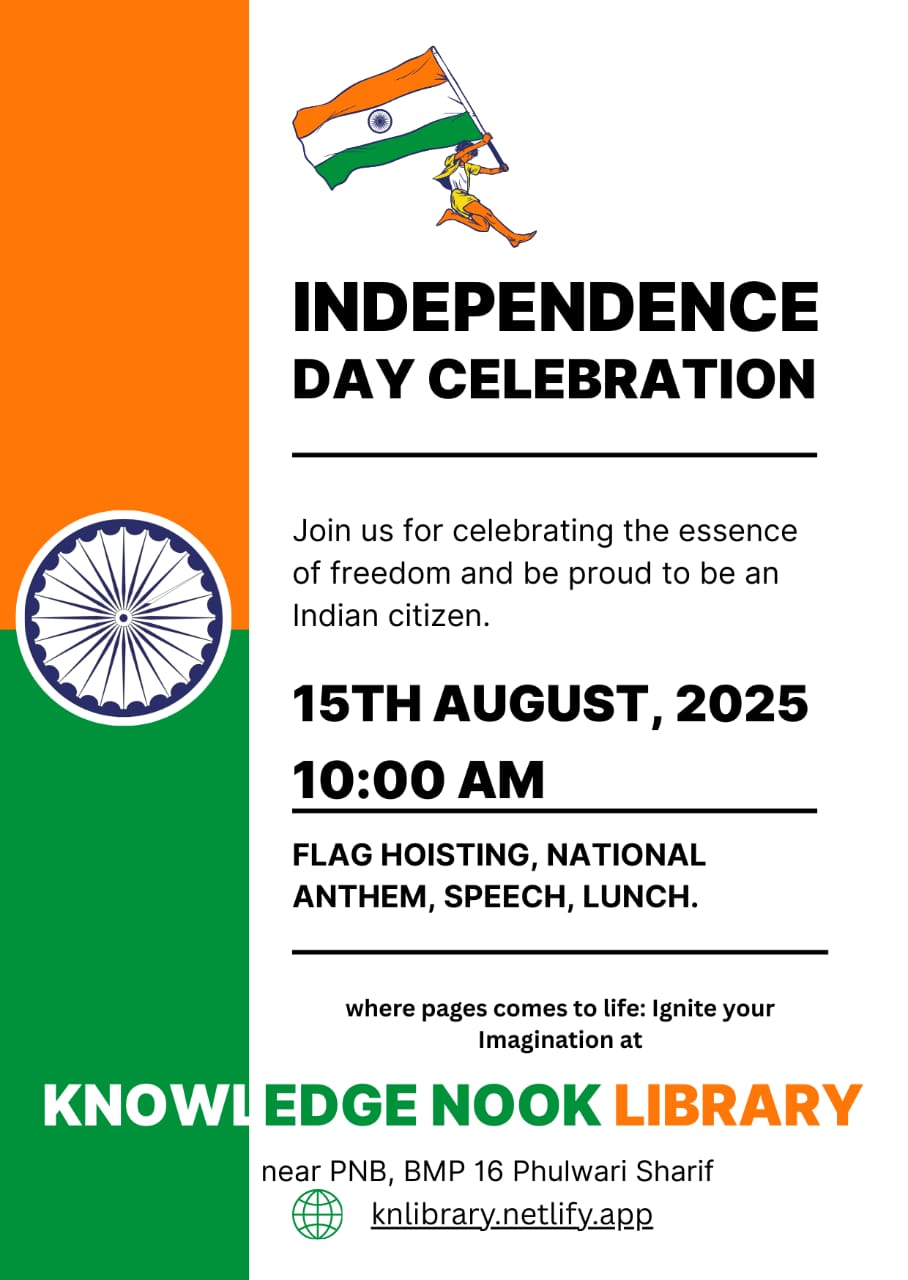 INDEPENDENCE
DAY CELEBRATION
Join us for celebrating the essence
of freedom and be proud to be an
Indian citizen.
15TH AUGUST, 2025
10:00 AM
FLAG HOISTING, NATIONAL
ANTHEM, SPEECH, LUNCH.
where pages comes to life: Ignite your
Imagination at
KNOWLEDGE NOOK LIBRARY
near PNB, BMP 16 Phulwari Sharif
knlibrary.netlify.app